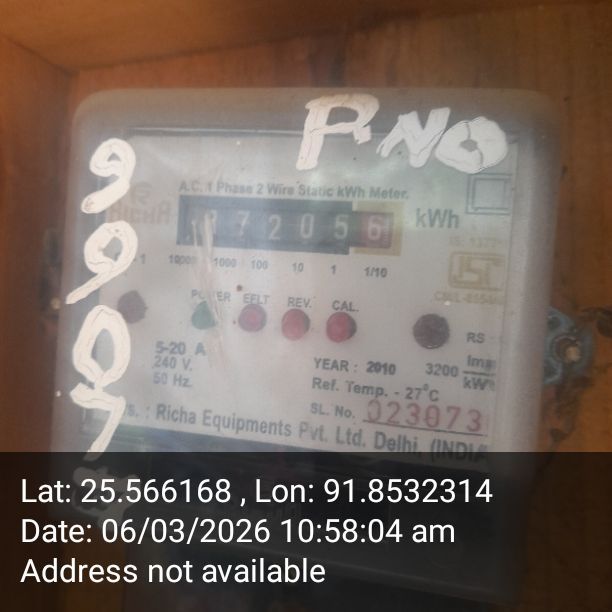 P NO
A.C. 1 Phase 2 Wire Static kWh Meter.
RICHA
72056 kWh
10000 1000 100 10 1 1/10
POWER EFLT REV. CAL.
RS
5-20 A
240 V.
50 Hz.
YEAR : 2010 3200
Ref. Temp. - 27°C
SL. No. 023073
Richa Equipments Pvt. Ltd. Delhi, (INDIA
Lat: 25.566168 , Lon: 91.8532314
Date: 06/03/2026 10:58:04 am
Address not available